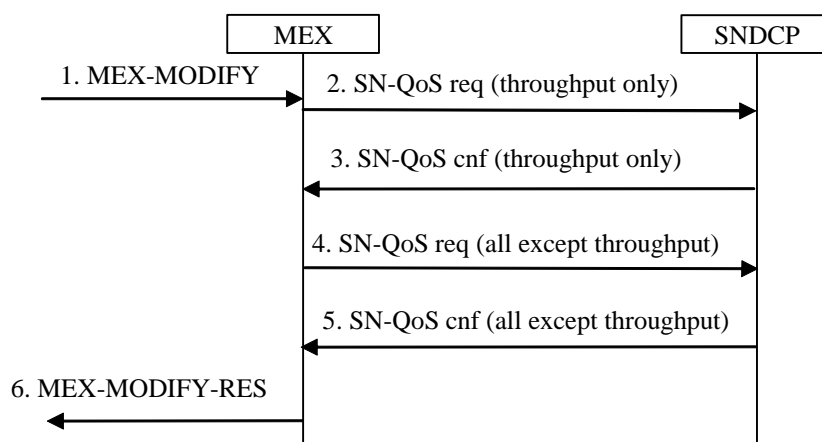 MEX
SNDCP
1. MEX-MODIFY
2. SN-QoS req (throughput only)
3. SN-QoS cnf (throughput only)
4. SN-QoS req (all except throughput)
5. SN-QoS cnf (all except throughput)
6. MEX-MODIFY-RES